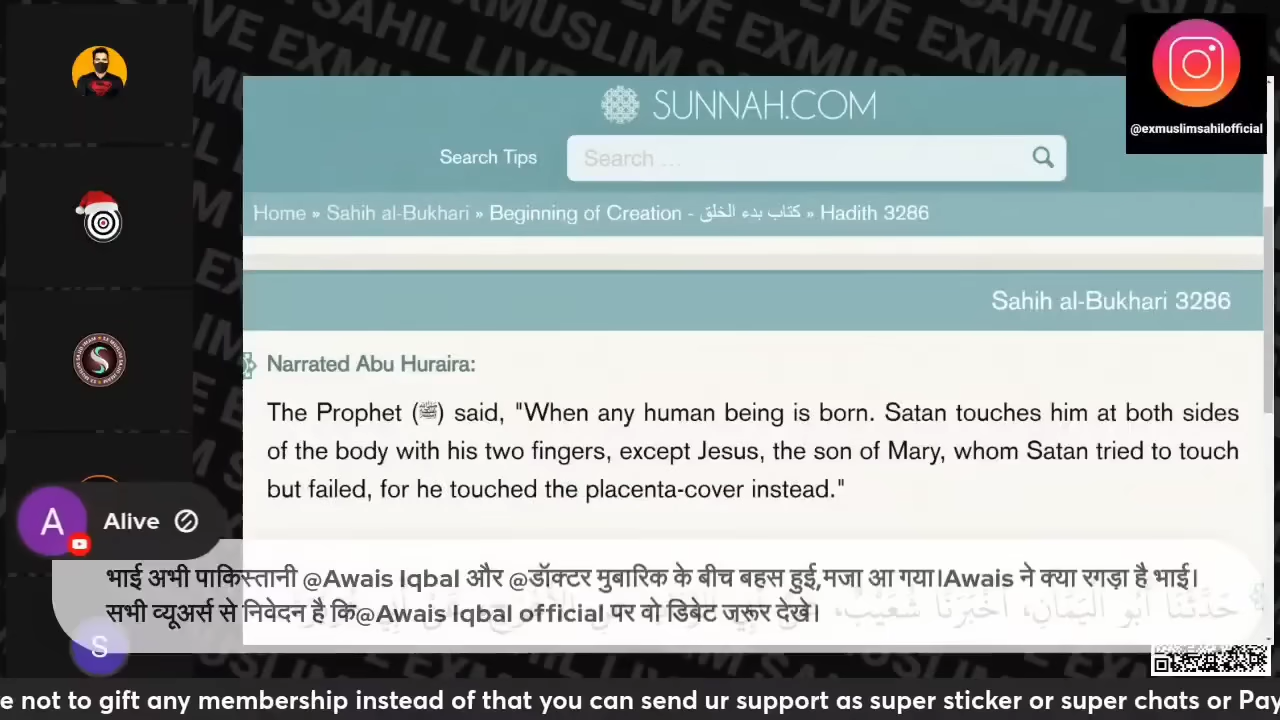 SUNNAH.COM
@exmuslimsahilofficial
Search Tips
Search ...
Home » Sahih al-Bukhari » Beginning of Creation - كتاب بدء الخلق » Hadith 3286
Sahih al-Bukhari 3286
Narrated Abu Huraira:
The Prophet (ﷺ) said, "When any human being is born. Satan touches him at both sides
of the body with his two fingers, except Jesus, the son of Mary, whom Satan tried to touch
but failed, for he touched the placenta-cover instead."
A
Alive
भाई अभी पाकिस्तानी @Awais Iqbal और @डॉक्टर मुबारिक के बीच बहस हुई,मजा आ गया।Awais ने क्या रगड़ा है भाई।
सभी व्यूअर्स से निवेदन है कि@Awais Iqbal official पर वो डिबेट जरूर देखे।
حَدَّثَنَا أَبُو الْيَمَانِ، أَخْبَرَنَا شُعَيْبٌ،
S
e not to gift any membership instead of that you can send ur support as super sticker or super chats or Pay